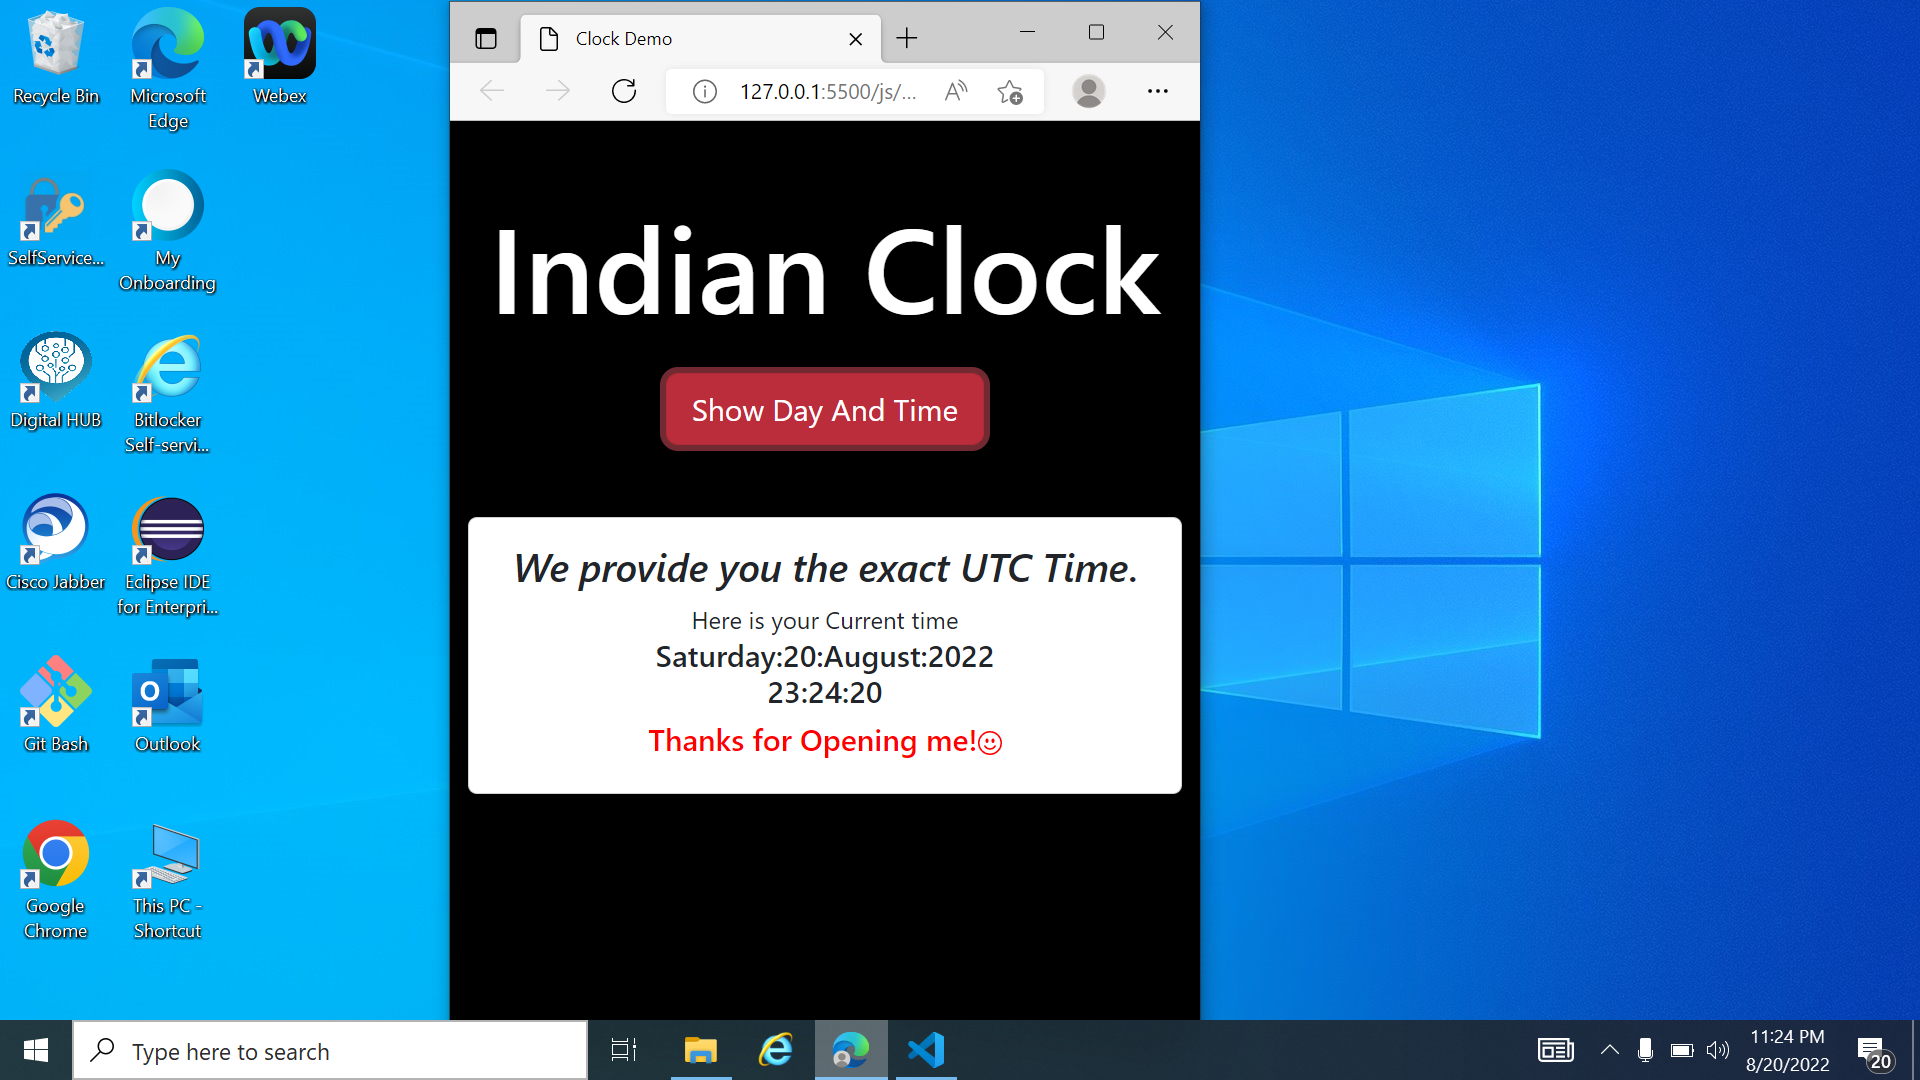 Recycle Bin
Microsoft
Edge
Webex
SelfService...
My
Onboarding
Digital HUB
Bitlocker
Self-servi...
Cisco Jabber
Eclipse IDE
for Enterpri...
Git Bash
Outlook
Google
Chrome
This PC -
Shortcut
Clock Demo
127.0.0.1:5500/js/...
Indian Clock
Show Day And Time
We provide you the exact UTC Time.
Here is your Current time
Saturday:20:August:2022
23:24:20
Thanks for Opening me!
Type here to search
11:24 PM
8/20/2022
20